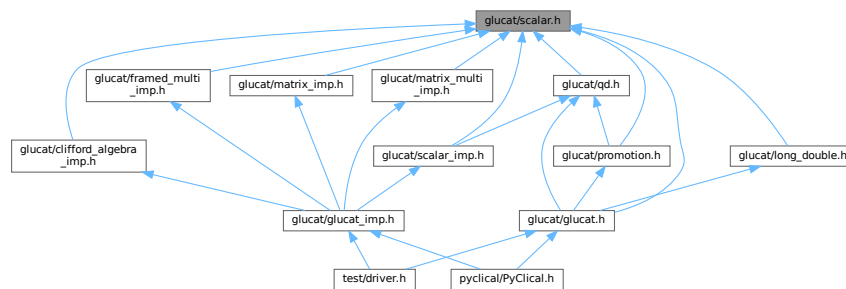 glucat/scalar.h
glucat/framed_multi
_imp.h
glucat/matrix_imp.h
glucat/matrix_multi
_imp.h
glucat/qd.h
glucat/clifford_algebra
_imp.h
glucat/scalar_imp.h
glucat/promotion.h
glucat/long_double.h
glucat/glucat_imp.h
glucat/glucat.h
test/driver.h
pyclical/PyClical.h